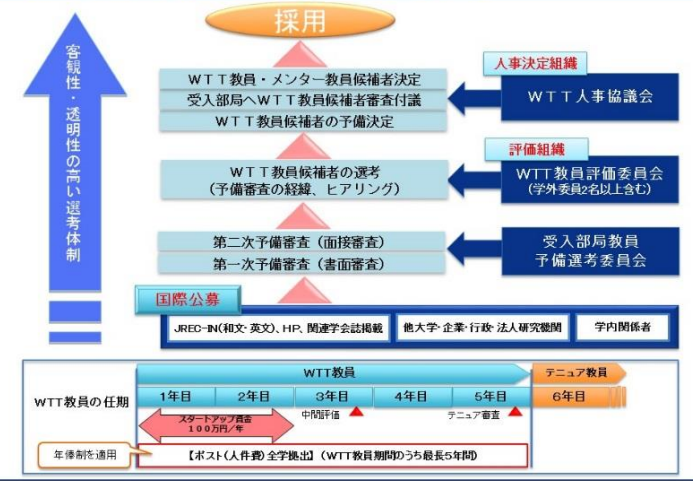 採用
客観性・透明性の高い選考体制
WTT教員・メンター教員候補者決定
受入部局へWTT教員候補者審査付議
WTT教員候補者の予備決定
人事決定組織
WTT人事協議会
WTT教員候補者の選考
(予備審査の経緯、ヒアリング)
評価組織
WTT教員評価委員会
(学外委員2名以上含む)
第二次予備審査(面接審査)
第一次予備審査(書面審査)
受入部局教員
予備選考委員会
国際公募
JREC-IN(和文・英文)、HP、関連学会誌掲載
他大学・企業・行政・法人研究機関
学内関係者
WTT教員
テニュア教員
WTT教員の任期
1年目
2年目
3年目
4年目
5年目
6年目
スタートアップ資金
100万円/年
中間評価
テニュア審査
年俸制を適用
【ポスト(人件費)全学拠出】(WTT教員期間のうち最長5年間)